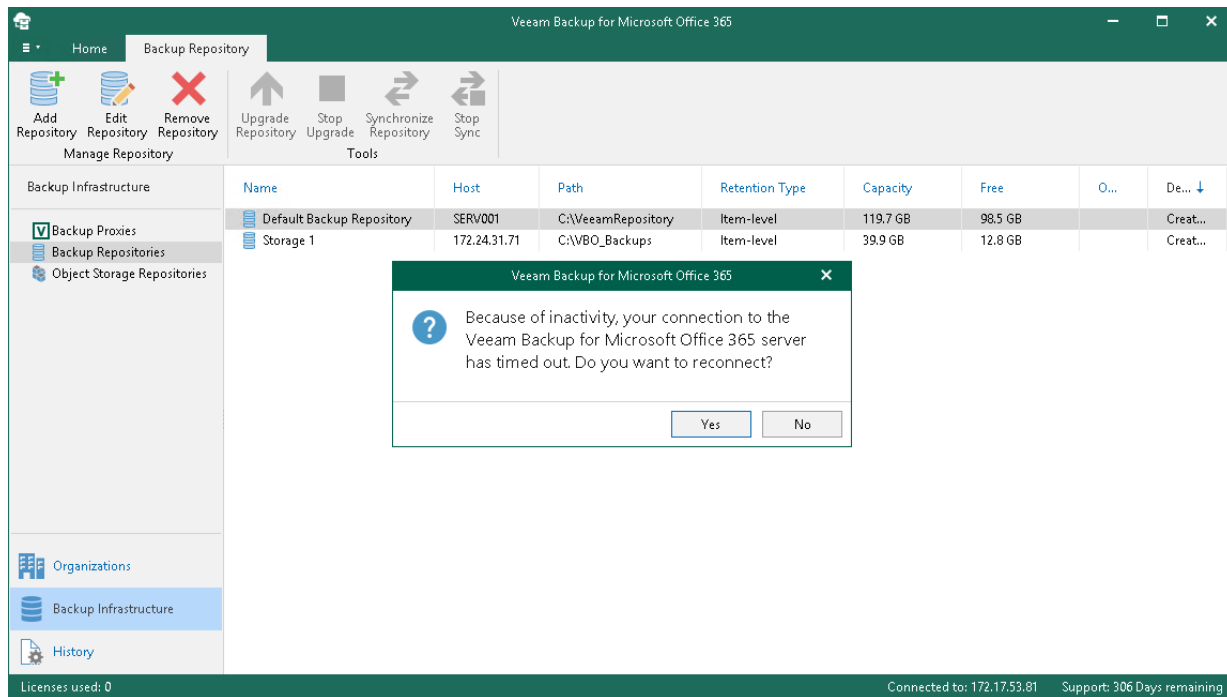 Veeam Backup for Microsoft Office 365
Home Backup Repository
Add Repository Edit Repository Remove Repository Upgrade Repository Stop Upgrade Synchronize Repository Stop Sync
Manage Repository Tools
Backup Infrastructure
Backup Proxies
Backup Repositories
Object Storage Repositories
Name Host Path Retention Type Capacity Free O... De...
Default Backup Repository SERV001 C:\VeeamRepository Item-level 119.7 GB 98.5 GB Creat...
Storage 1 172.24.31.71 C:\VBO_Backups Item-level 39.9 GB 12.8 GB Creat...
Veeam Backup for Microsoft Office 365
Because of inactivity, your connection to the
Veeam Backup for Microsoft Office 365 server
has timed out. Do you want to reconnect?
Yes No
Organizations
Backup Infrastructure
History
Licenses used: 0 Connected to: 172.17.53.81 Support: 306 Days remaining